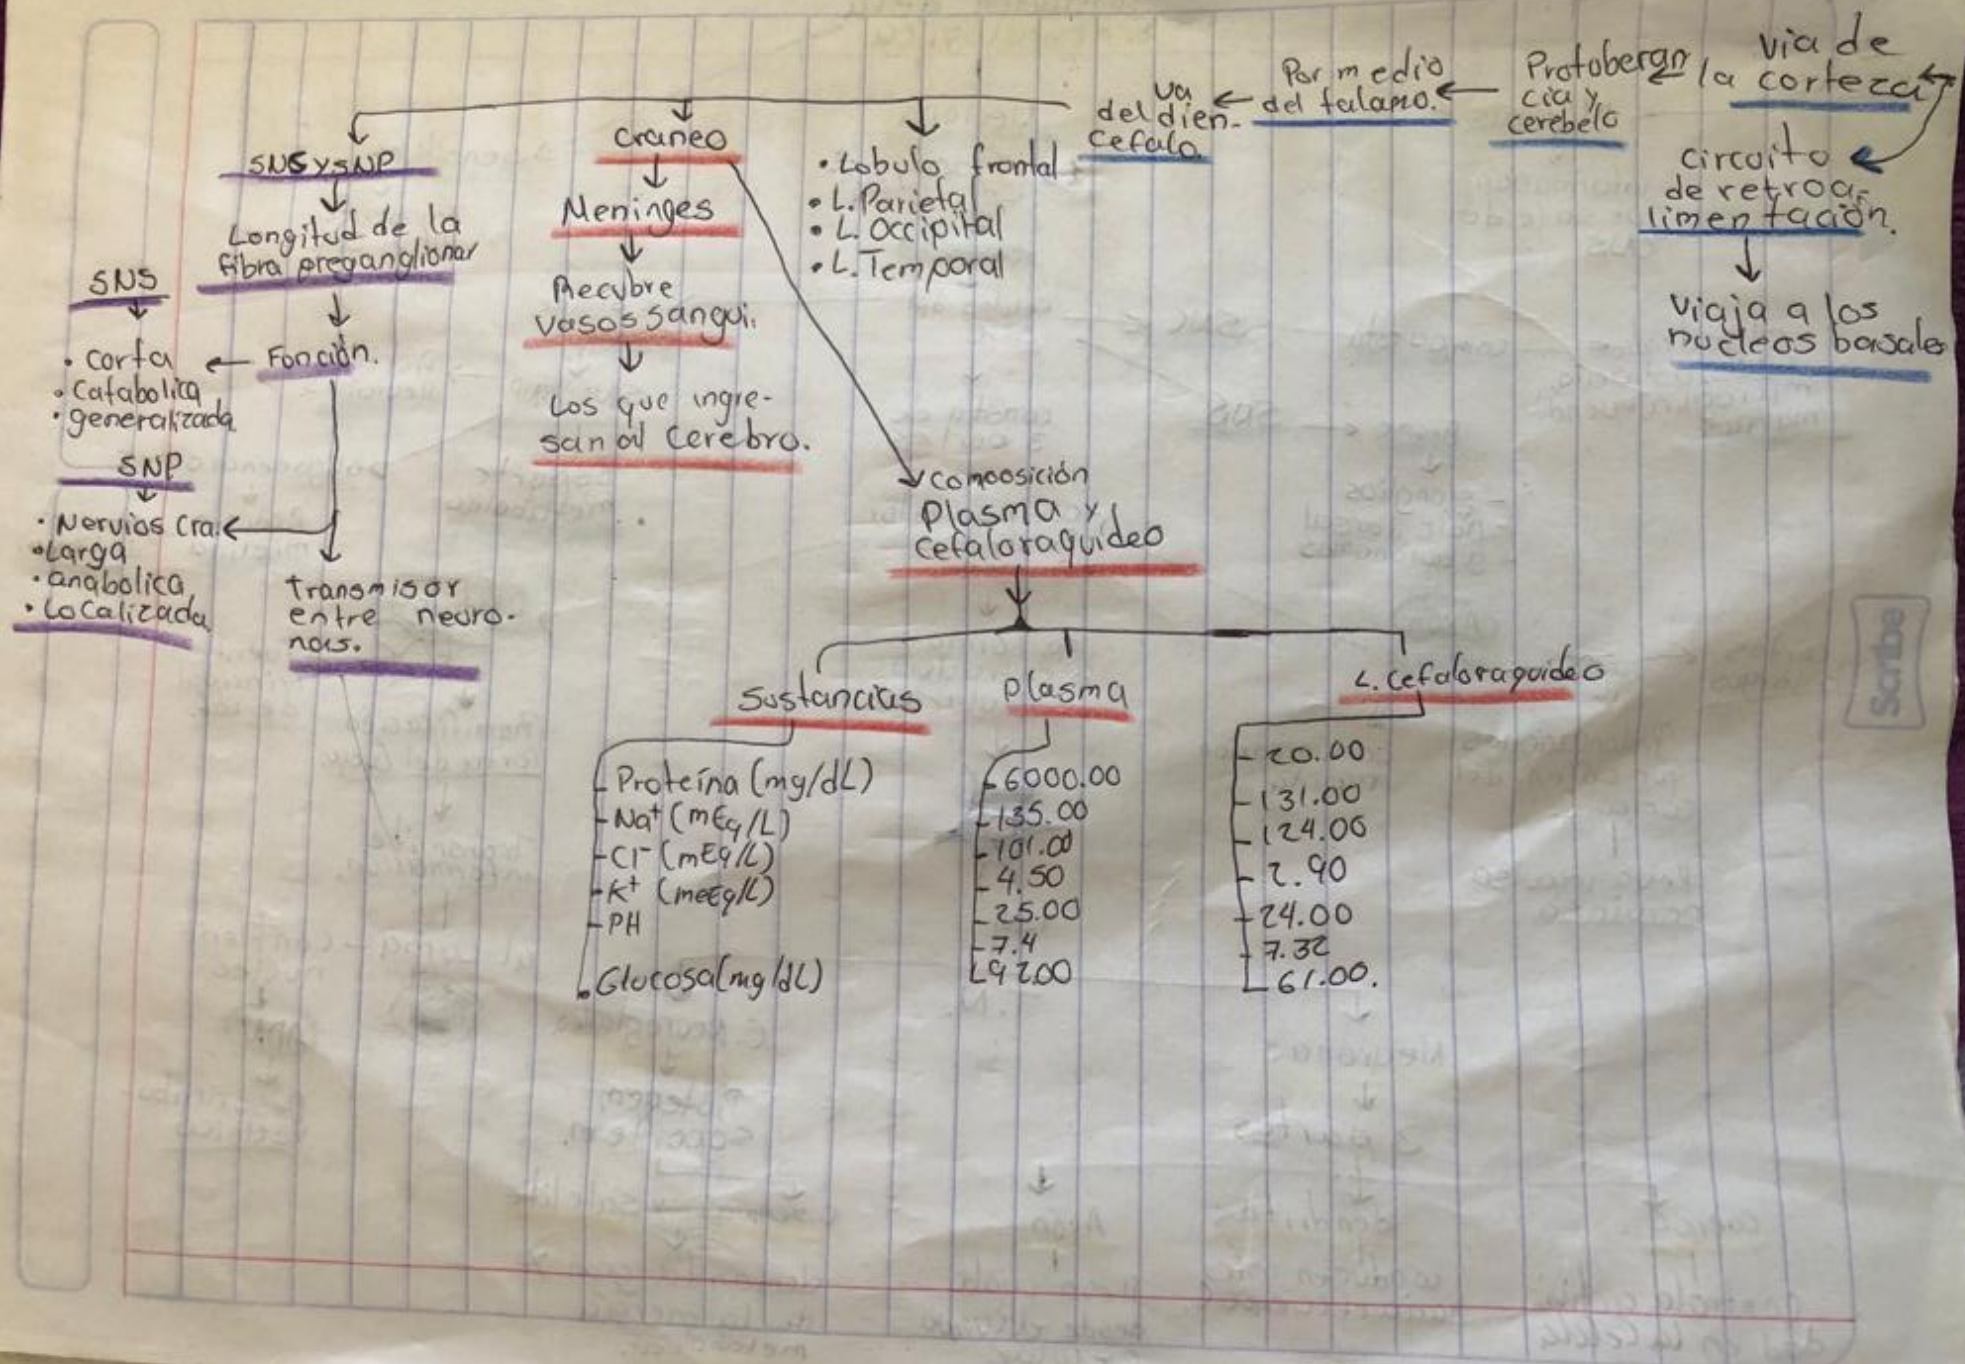 via de
la corteza
Protobergan
cia y
cerebelo
Por medio
del talamo.
va
del dien-
cefalo
circuito
de retroa-
limentación.
viaja a los
nucleos basales
• Lobulo frontal
• L. Parietal
• L. Occipital
• L. Temporal
craneo
Meninges
Recubre
vasos sangui.
Los que ingre-
san al cerebro.
SNS y SNP
Longitud de la
fibra preganglionar
Fonción.
SNS
• corta
• Catabolica
• generalizada
SNP
• Nervios cra.
• Larga
• anabolica
• Localizada
transmisor
entre neuro-
nas.
Composición
Plasma y
cefaloraquideo
Sustancias
Proteína (mg/dL)
Na+ (mEq/L)
Cl- (mEq/L)
K+ (meEq/L)
PH
Glucosa (mg/dL)
Plasma
6000.00
135.00
101.00
4.50
25.00
7.4
92.00
L. cefaloraquideo
20.00
131.00
124.00
2.90
24.00
7.32
61.00.
Scribe